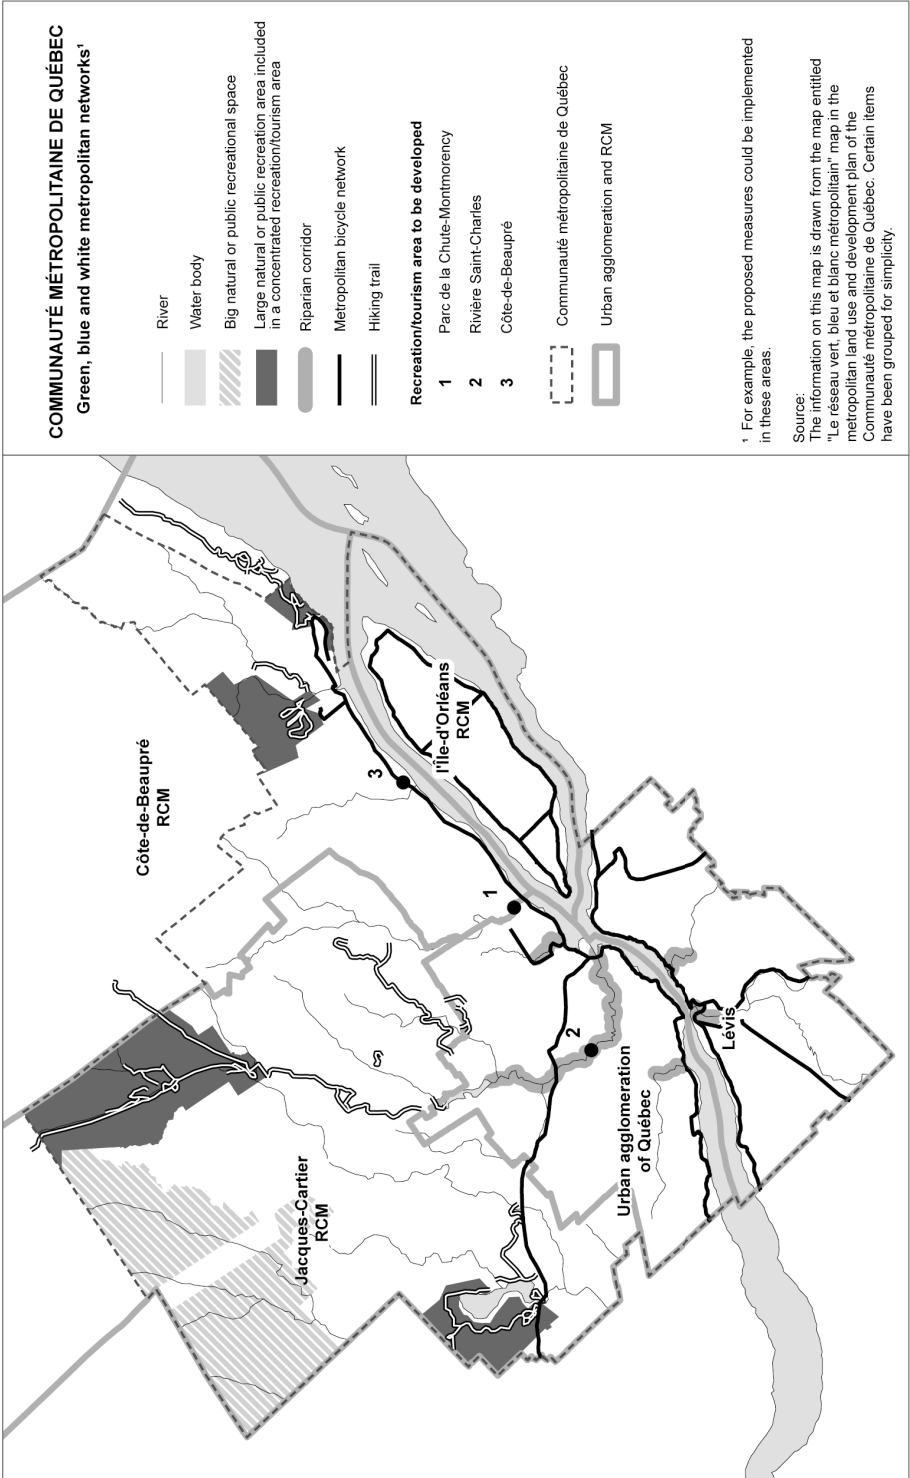 COMMUNAUTÉ MÉTROPOLITAINE DE QUÉBEC
Green, blue and white metropolitan networks¹
River
Water body
Big natural or public recreational space
Large natural or public recreation area included
in a concentrated recreation/tourism area
Riparian corridor
Metropolitan bicycle network
Hiking trail
Recreation/tourism area to be developed
1 Parc de la Chute-Montmorency
2 Rivière Saint-Charles
3 Côte-de-Beaupré
Communauté métropolitaine de Québec
Urban agglomeration and RCM
¹ For example, the proposed measures could be implemented
in these areas.
Source:
The information on this map is drawn from the map entitled
"Le réseau vert, bleu et blanc métropolitain" map in the
metropolitan land use and development plan of the
Communauté métropolitaine de Québec. Certain items
have been grouped for simplicity.
Côte-de-Beaupré
RCM
3
l'Île-d'Orléans
RCM
1
2
Jacques-Cartier
RCM
Urban agglomeration
of Québec
Lévis